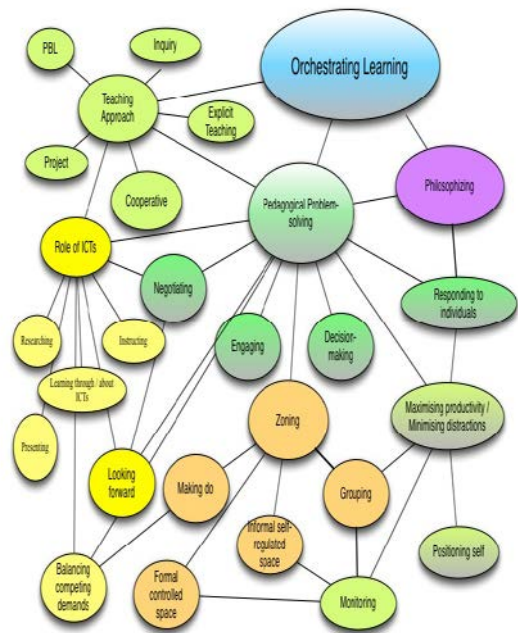 PBL
Inquiry
Orchestrating Learning
Teaching
Approach
Explicit
Teaching
Project
Cooperative
Philsophizing
Pedagogical Problem-
solving
Role of ICTs
Negotiating
Responding to
individuals
Researching
Instructing
Engaging
Decision-
making
Learning through / about
ICTs
Maximising productivity /
Minimising distractions
Zoning
Presenting
Looking
forward
Making do
Grouping
Informal self-
regulated
space
Positioning self
Balancing
competing
demands
Formal
controlled
space
Monitoring